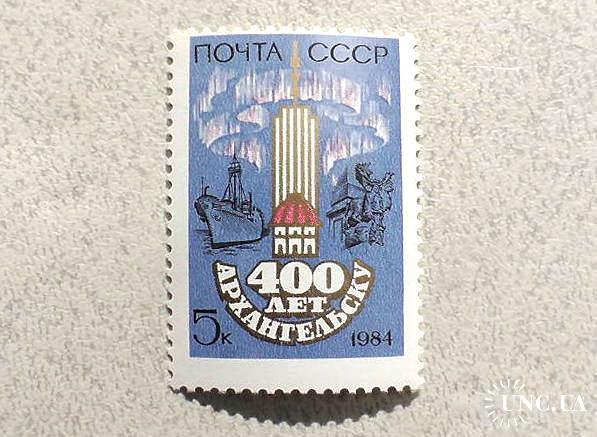 ПОЧТА СССР
400
ЛЕТ
АРХАНГЕЛЬСКУ
5к 1984
UNC.UA